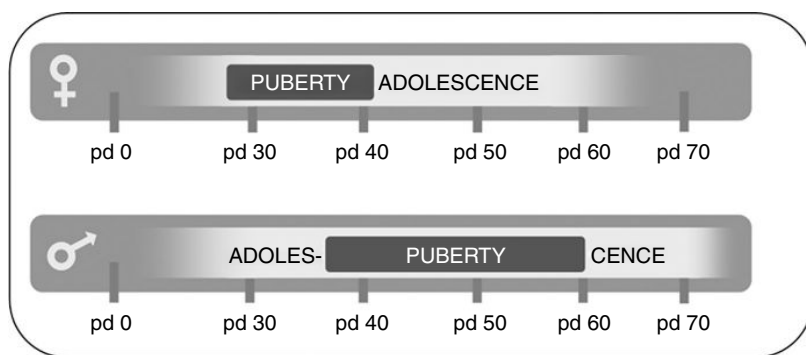 PUBERTY ADOLESCENCE
pd 0 pd 30 pd 40 pd 50 pd 60 pd 70
ADOLES- PUBERTY CENCE
pd 0 pd 30 pd 40 pd 50 pd 60 pd 70